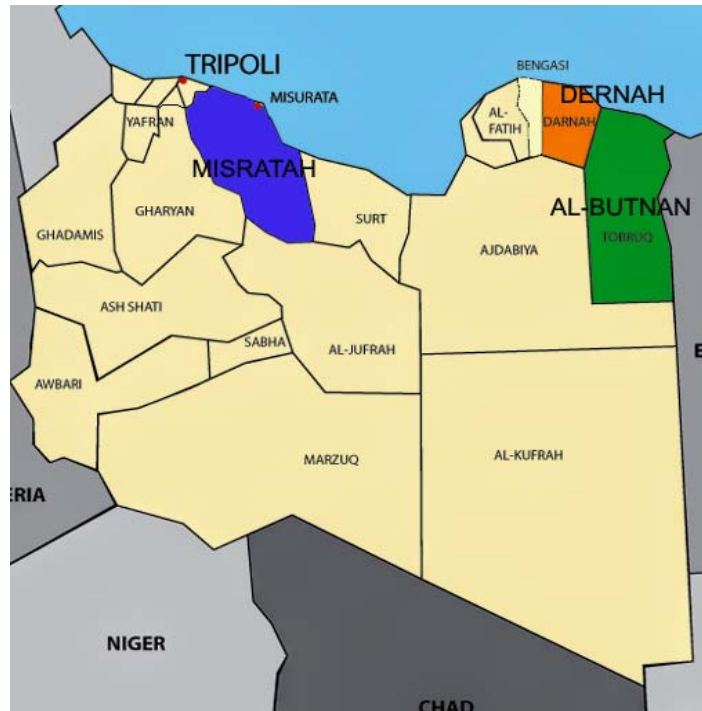 TRIPOLI
BENGASI
DERNAH
MISURATA
YAFRAN
AL-
FATIH
DARNAH
MISRATAH
AL-BUTNAN
GHARYAN
SURT
GHADAMIS
TOBRUQ
AJDABIYA
ASH SHATI
SABHA
AL-JUFRAH
E
AWBARI
MARZUQ
AL-KUFRAH
ERIA
NIGER
CHAD